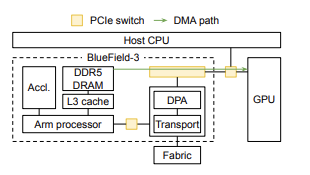 PCIe switch
DMA path
Host CPU
BlueField-3
Accl.
DDR5
DRAM
L3 cache
Arm processor
DPA
Transport
GPU
Fabric